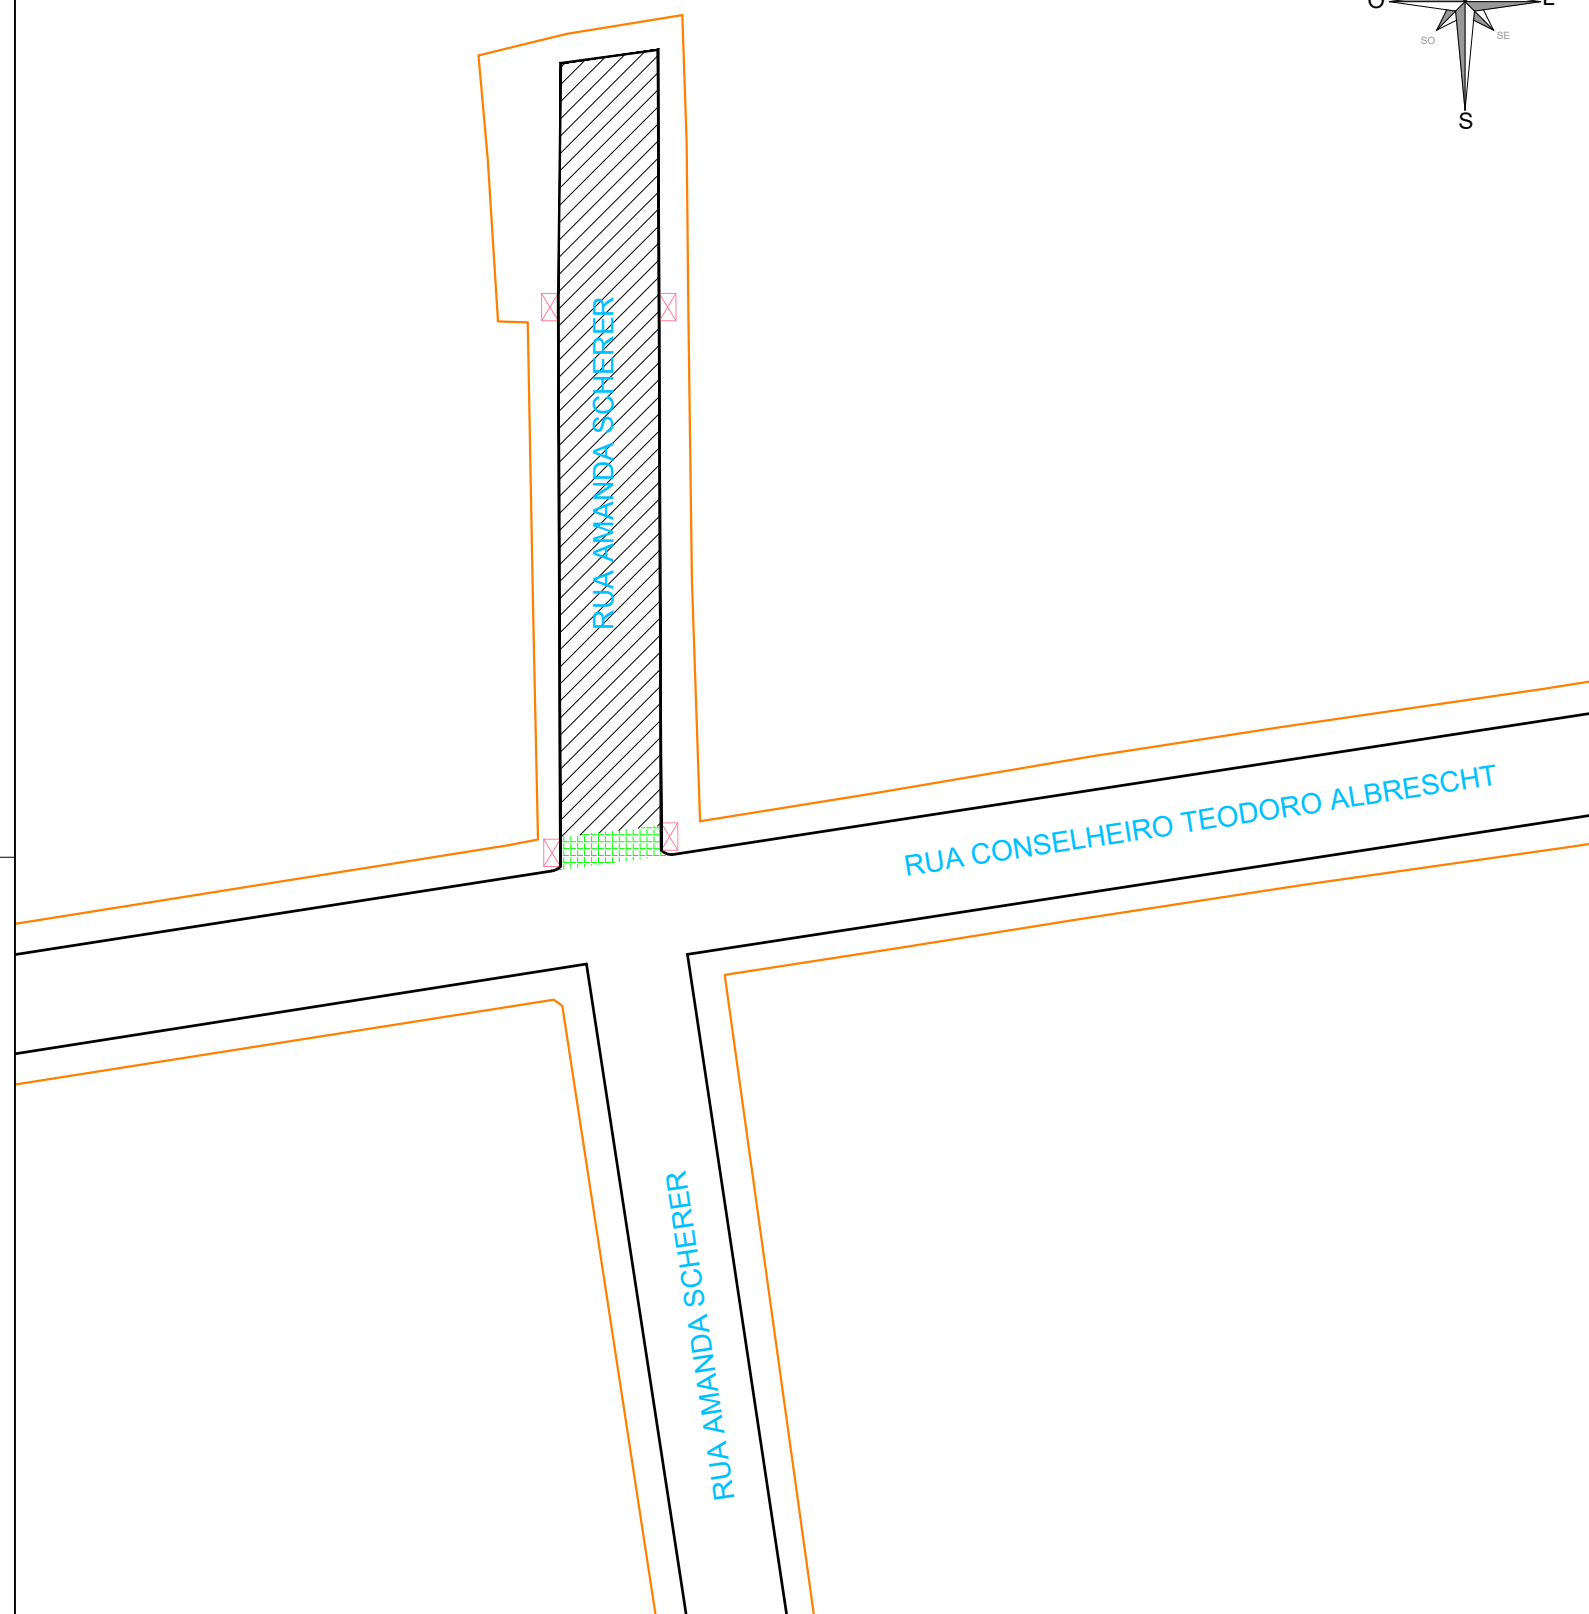 O
L
SO
SE
S
RUA AMANDA SCHERER
RUA CONSELHEIRO TEODORO ALBRESCHT
RUA AMANDA SCHERER